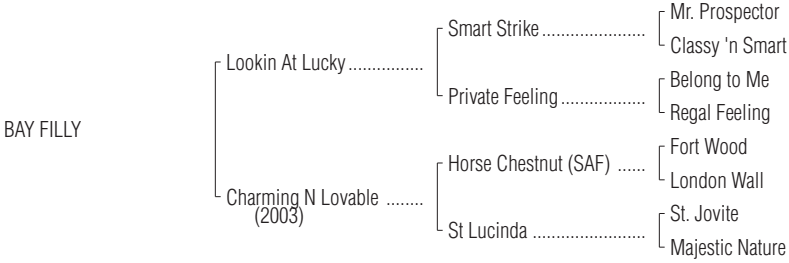 Mr. Prospector
Smart Strike......................
Classy 'n Smart
Lookin At Lucky................
Belong to Me
Private Feeling..................
Regal Feeling
BAY FILLY
Fort Wood
Horse Chestnut (SAF) ......
London Wall
Charming N Lovable ........
(2003)
St. Jovite
St Lucinda ........................
Majestic Nature